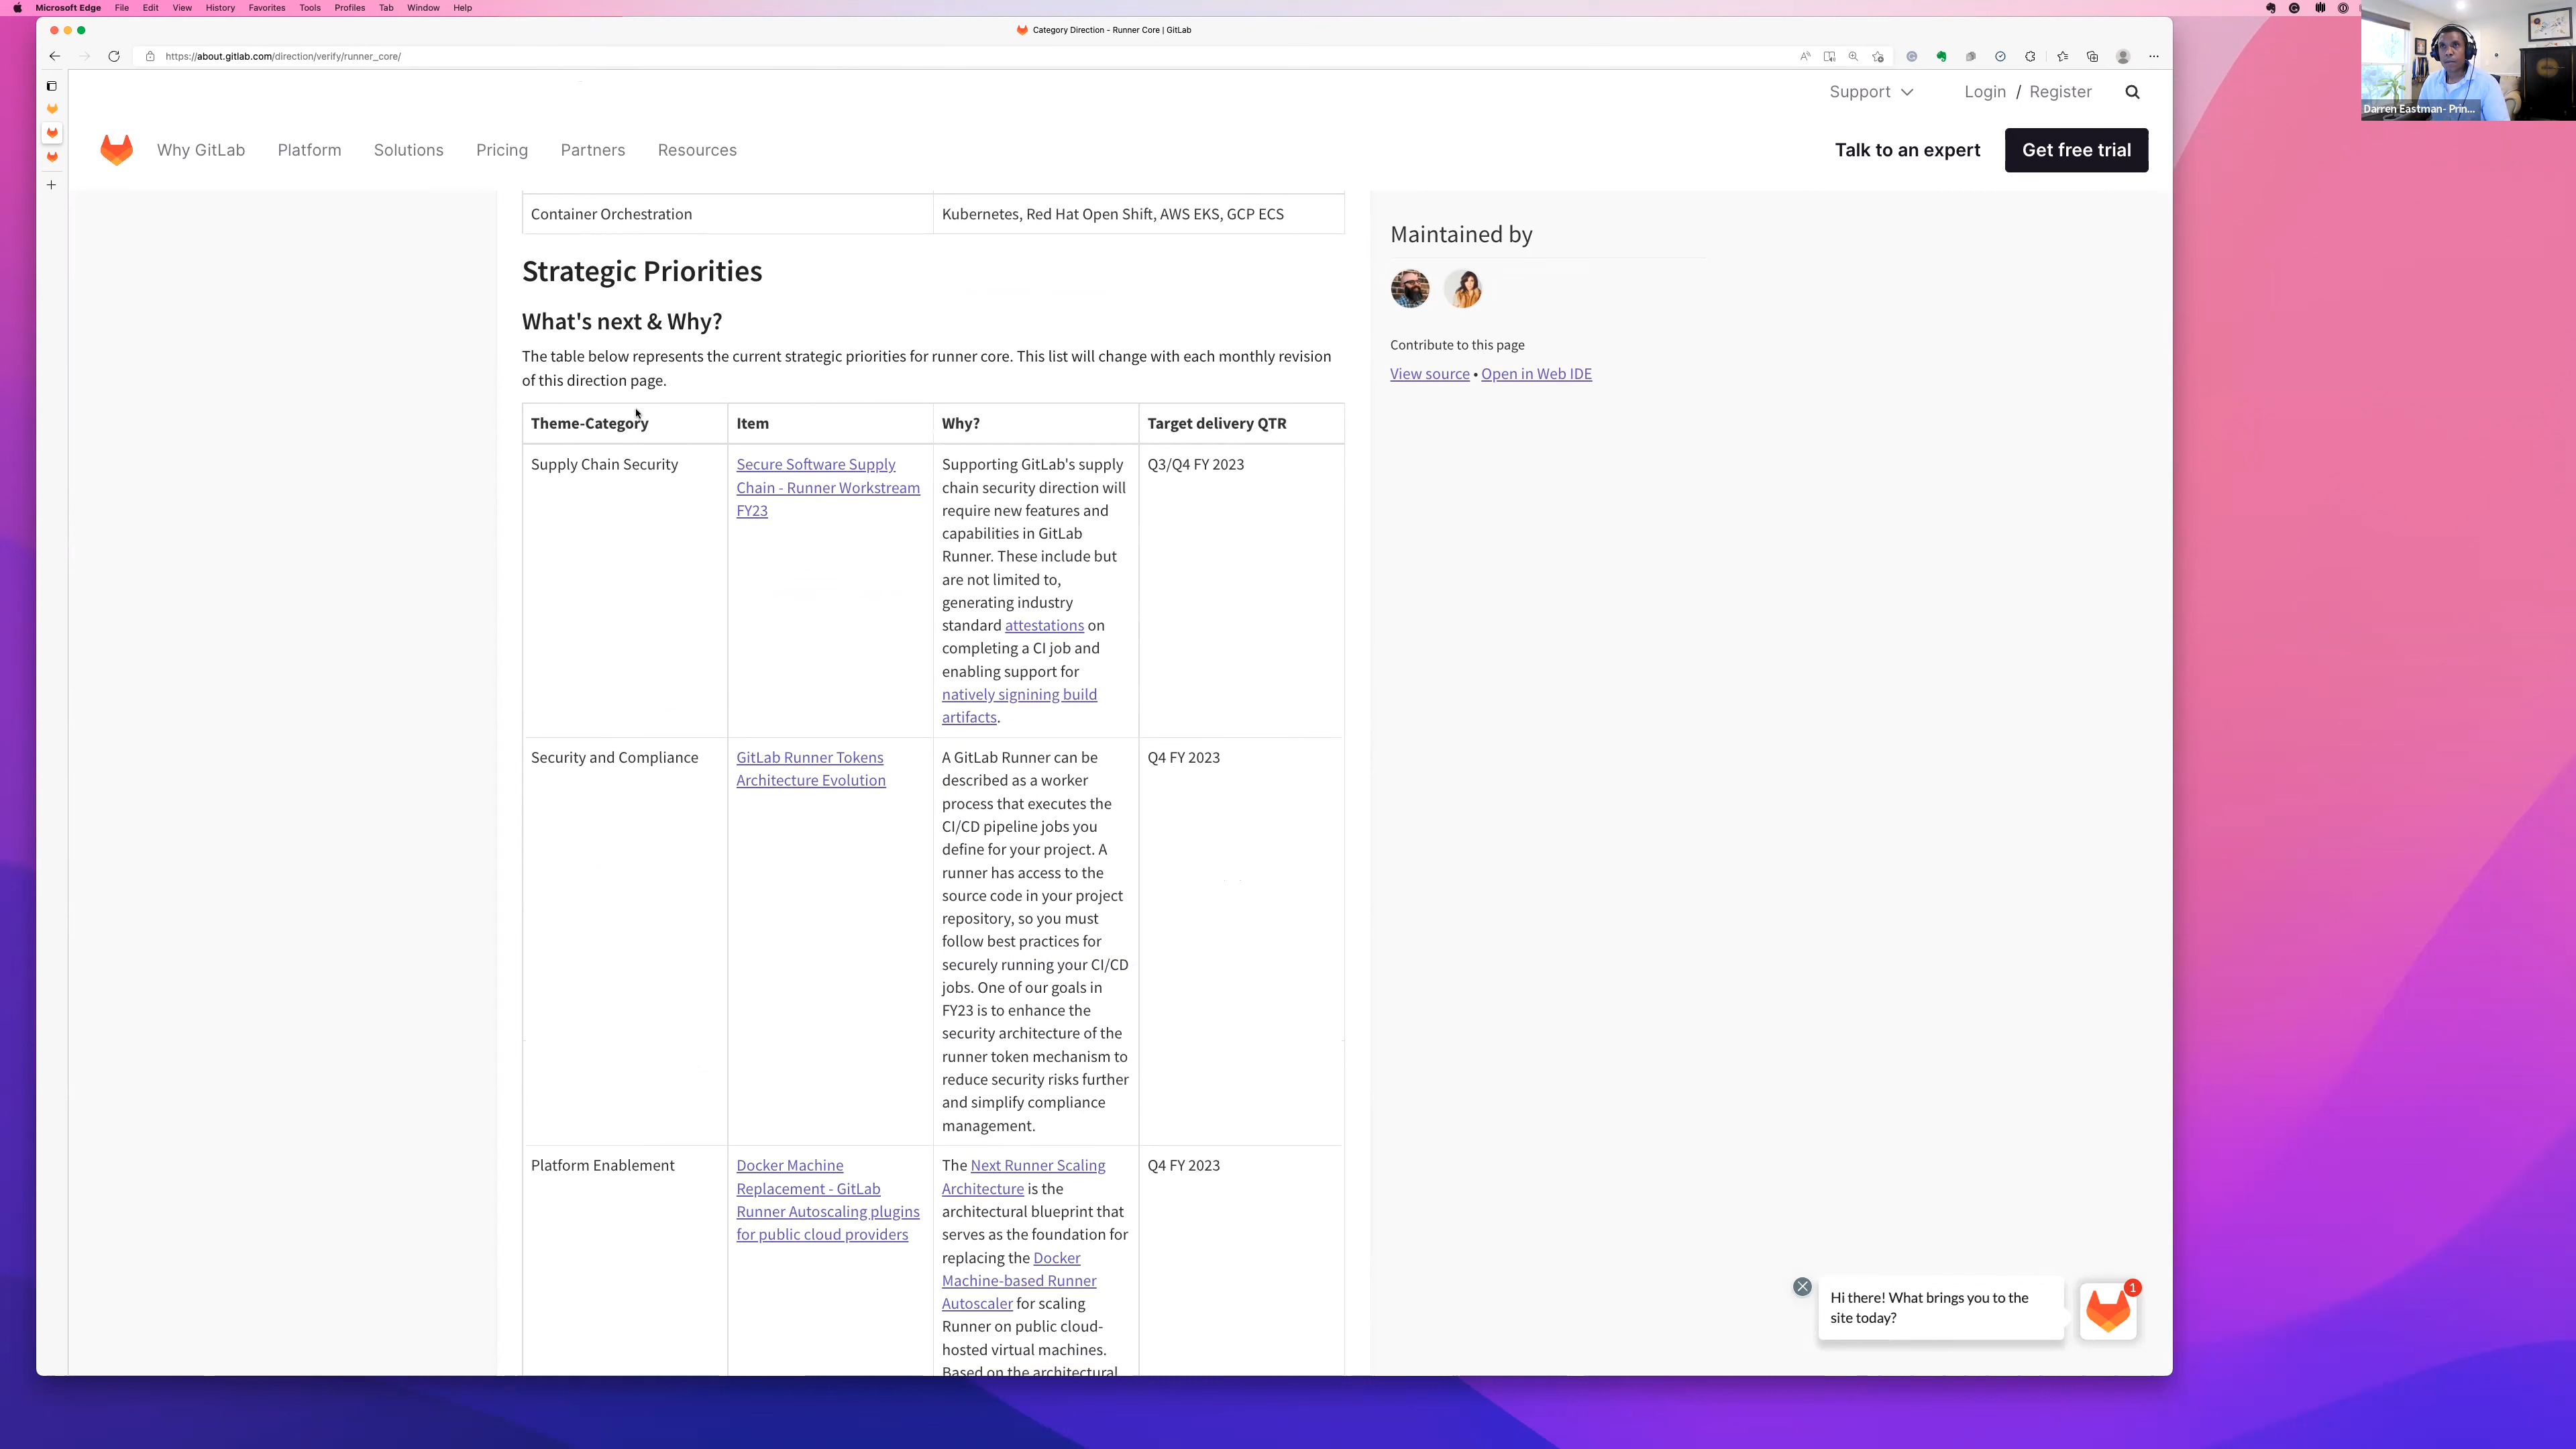 Microsoft Edge File Edit View History Favorites Tools Profiles Tab Window Help
Category Direction - Runner Core | GitLab
https://about.gitlab.com/direction/verify/runner_core/
Darren Eastman- Prin...
Support
Login / Register
Why GitLab Platform Solutions Pricing Partners Resources
Talk to an expert
Get free trial
Container Orchestration
Kubernetes, Red Hat Open Shift, AWS EKS, GCP ECS
Strategic Priorities
What's next & Why?
The table below represents the current strategic priorities for runner core. This list will change with each monthly revision
of this direction page.
Theme-Category
Item
Why?
Target delivery QTR
Supply Chain Security
Secure Software Supply
Chain - Runner Workstream
FY23
Supporting GitLab's supply
chain security direction will
require new features and
capabilities in GitLab
Runner. These include but
are not limited to,
generating industry
standard attestations on
completing a CI job and
enabling support for
natively signining build
artifacts.
Q3/Q4 FY 2023
Security and Compliance
GitLab Runner Tokens
Architecture Evolution
A GitLab Runner can be
described as a worker
process that executes the
CI/CD pipeline jobs you
define for your project. A
runner has access to the
source code in your project
repository, so you must
follow best practices for
securely running your CI/CD
jobs. One of our goals in
FY23 is to enhance the
security architecture of the
runner token mechanism to
reduce security risks further
and simplify compliance
management.
Q4 FY 2023
Platform Enablement
Docker Machine
Replacement - GitLab
Runner Autoscaling plugins
for public cloud providers
The Next Runner Scaling
Architecture is the
architectural blueprint that
serves as the foundation for
replacing the Docker
Machine-based Runner
Autoscaler for scaling
Runner on public cloud-
hosted virtual machines.
Based on the architectural
Q4 FY 2023
Maintained by
Contribute to this page
View source • Open in Web IDE
Hi there! What brings you to the
site today?
1